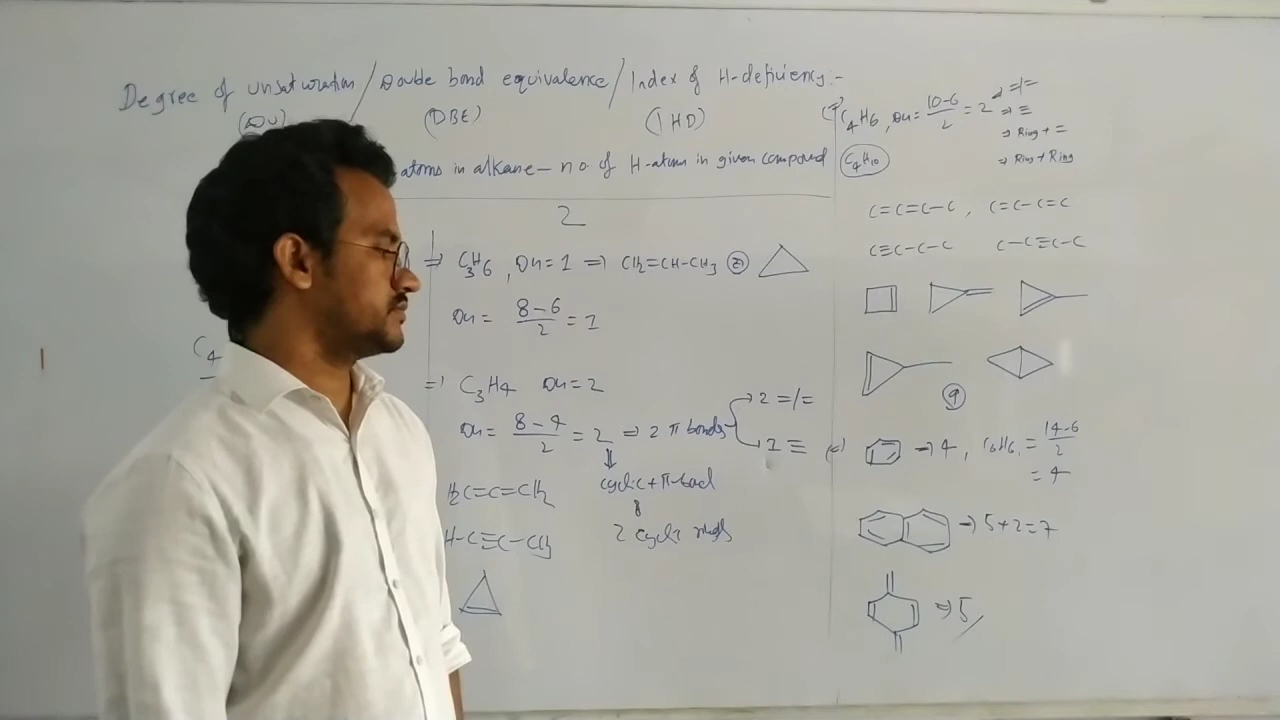 Degree of unsaturation / Double bond equivalence / Index of H-deficiency:-
(DU) (DBE) (IHD)
atoms in alkane - no. of H-atom in given compound
2
⇒ C3H6, Du = 1 ⇒ CH2=CH-CH3
Du = 8-6/2 = 1
C4
⇒ C3H4 Du=2
Du = 8-4/2 = 2 ⇒ 2 π bonds → 2 =/=
→ 1 ≡
H2C=C=CH2 cyclic + π-bond
H-C≡C-CH3 2 cyclic rings
C4H6, Du = 10-6/2 = 2 → =/=
⇒ ≡
⇒ Ring + =
⇒ Ring + Ring
C4H10
C=C=C-C, C=C-C=C
C≡C-C-C C-C≡C-C
9
→ 4, C6H6 = 14-6/2
= 4
→ 5+2=7
⇒ 5